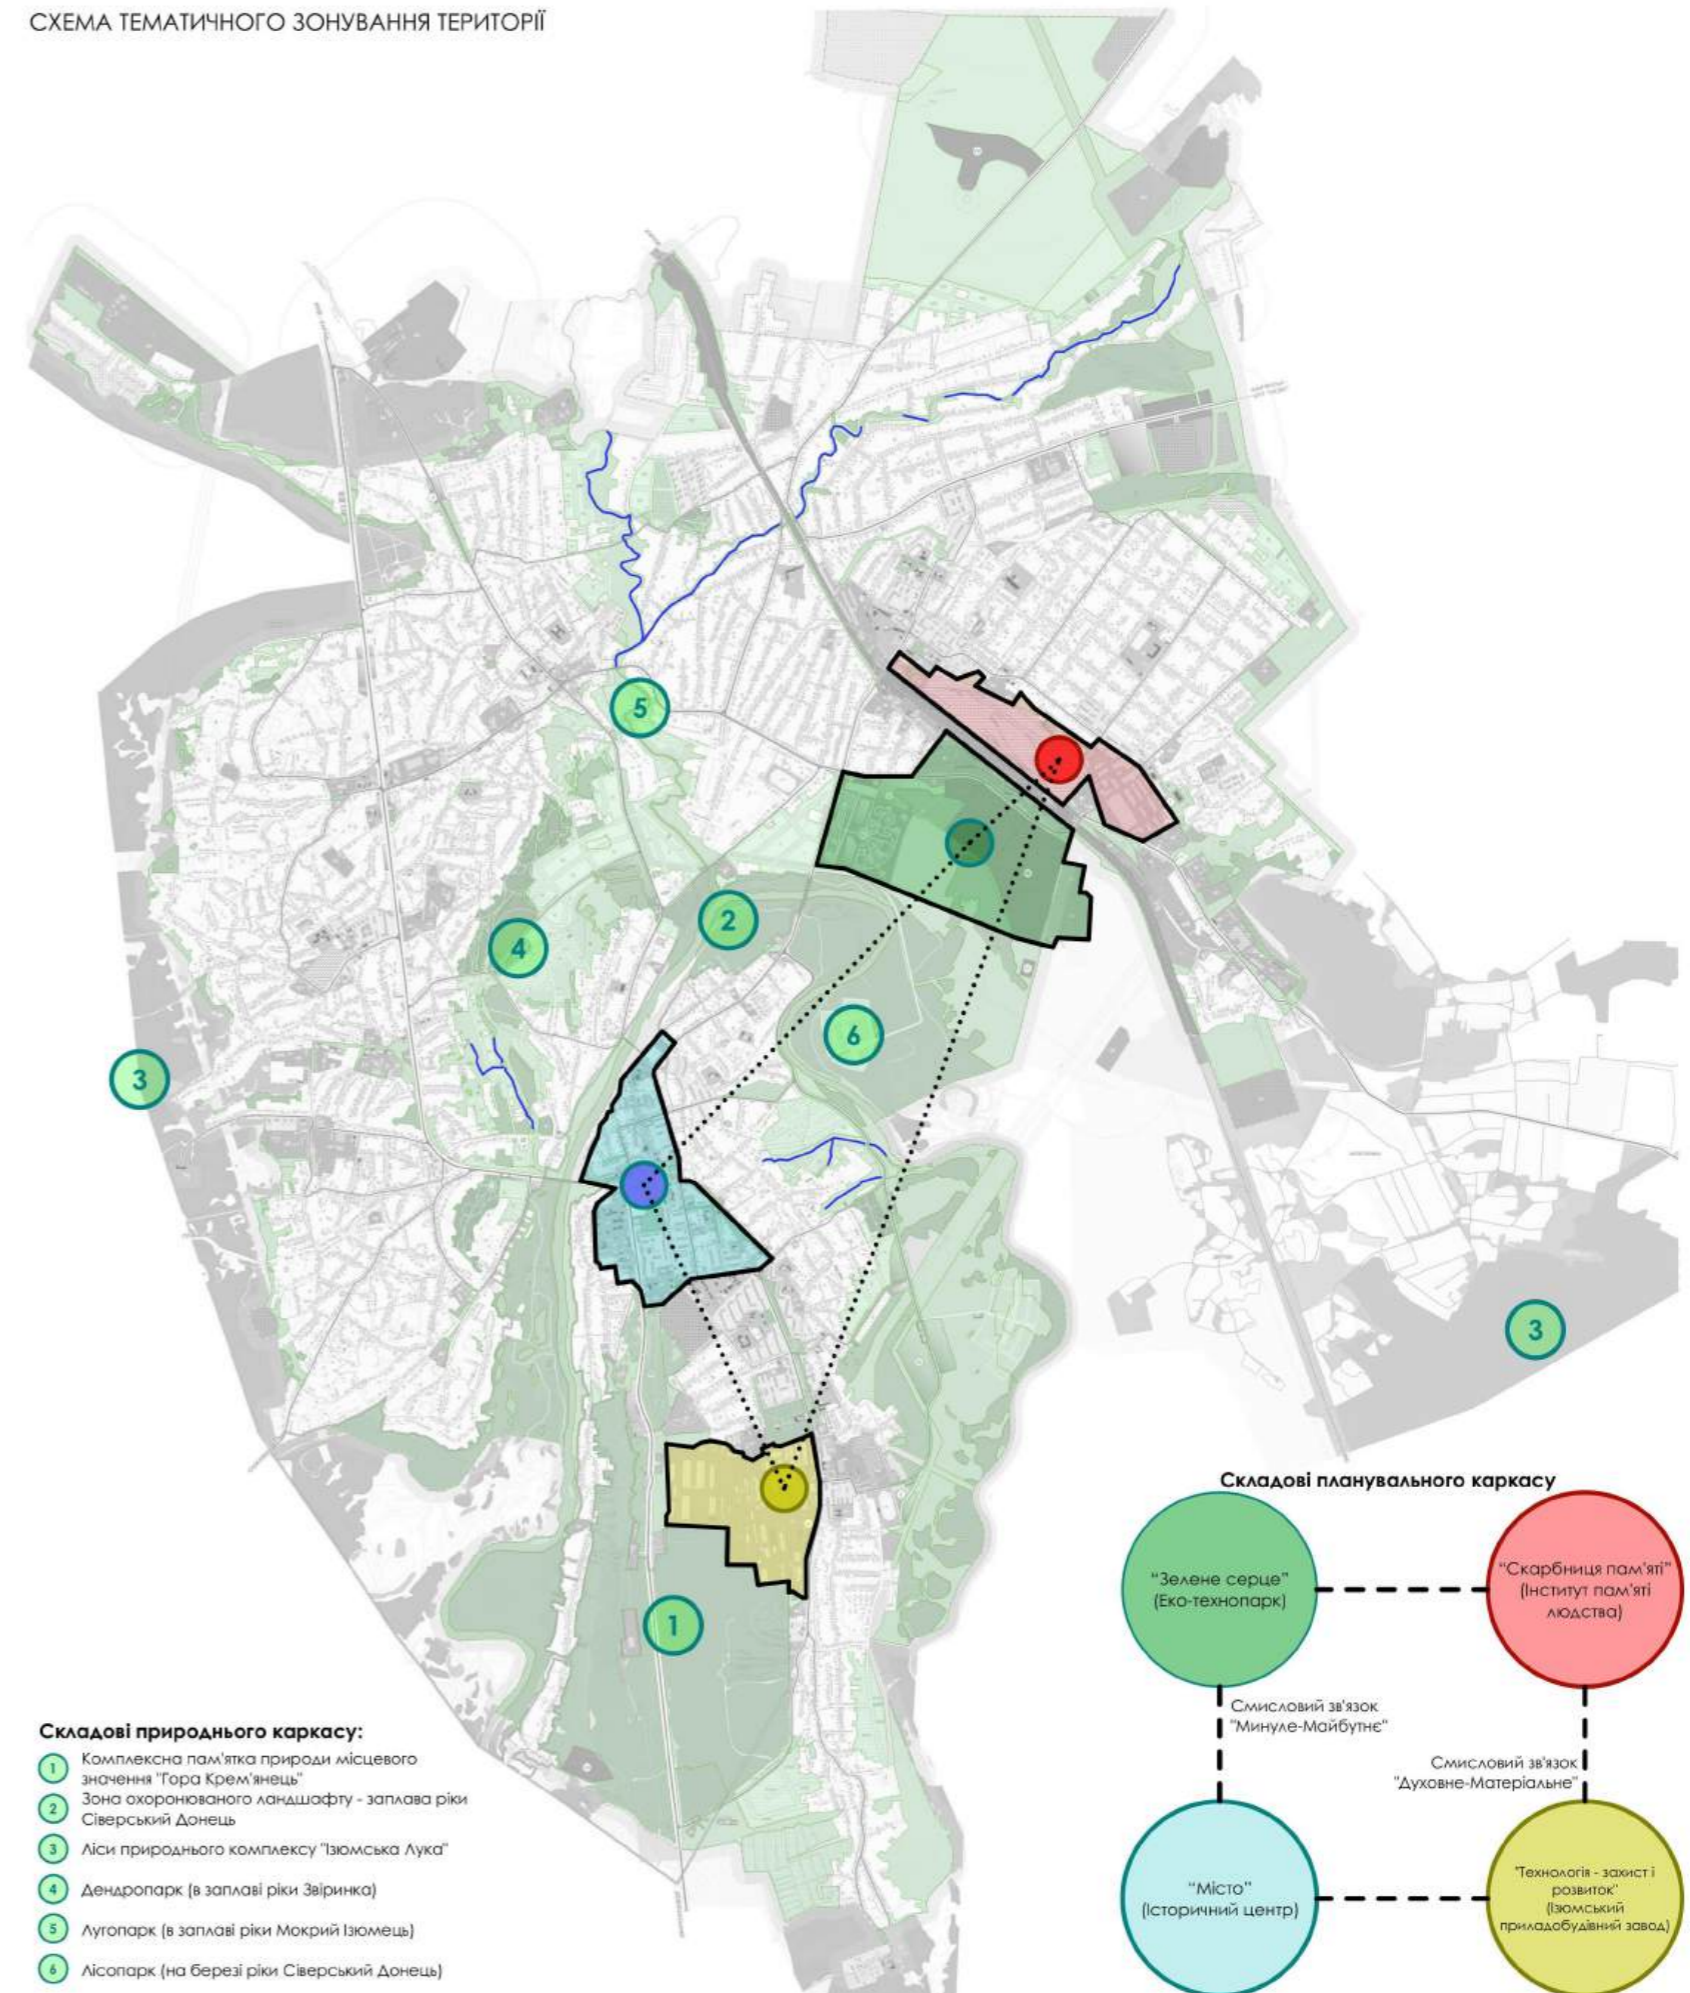 СХЕМА ТЕМАТИЧНОГО ЗОНУВАННЯ ТЕРИТОРІЇ
5
2
4
6
3
3
1
Складові природнього каркасу:
1 Комплексна пам'ятка природи місцевого
значення "Гора Крем'янець"
2 Зона охоронюваного ландшафту - заплава ріки
Сіверський Донець
3 Ліси природнього комплексу "Ізюмська Лука"
4 Дендропарк (в заплаві ріки Звіринка)
5 Лугопарк (в заплаві ріки Мокрий Ізюмець)
6 Лісопарк (на березі ріки Сіверський Донець)
Складові планувального каркасу
"Зелене серце"
(Еко-технопарк)
"Скарбниця пам'яті"
(Інститут пам'яті
людства)
Смисловий зв'язок
"Минуле-Майбутнє"
Смисловий зв'язок
"Духовне-Матеріальне"
"Місто"
(Історичний центр)
"Технологія - захист і
розвиток"
(Ізюмський
приладобудівний завод)